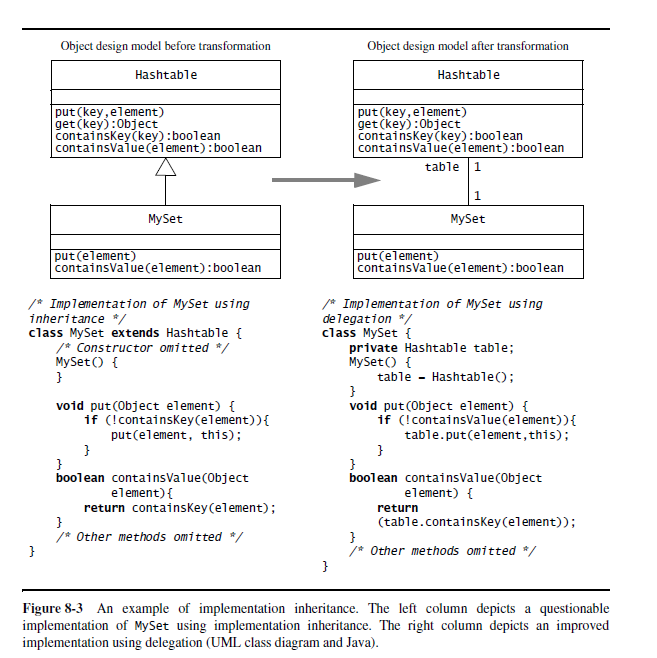 Object design model before transformation
Hashtable
put(key,element)
get(key):Object
containsKey(key):boolean
containsValue(element):boolean
MySet
put(element)
containsValue(element):boolean
/* Implementation of MySet using
inheritance */
class MySet extends Hashtable {
/* Constructor omitted */
MySet() {
}
void put(Object element) {
if (!containsKey(element)){
put(element, this);
}
}
boolean containsValue(Object
element){
return containsKey(element);
}
/* Other methods omitted */
}
Object design model after transformation
Hashtable
put(key,element)
get(key):Object
containsKey(key):boolean
containsValue(element):boolean
table 1
1
MySet
put(element)
containsValue(element):boolean
/* Implementation of MySet using
delegation */
class MySet {
private Hashtable table;
MySet() {
table = Hashtable();
}
void put(Object element) {
if (!containsValue(element)){
table.put(element,this);
}
}
boolean containsValue(Object
element) {
return
(table.containsKey(element));
}
/* Other methods omitted */
}
Figure 8-3 An example of implementation inheritance. The left column depicts a questionable
implementation of MySet using implementation inheritance. The right column depicts an improved
implementation using delegation (UML class diagram and Java).